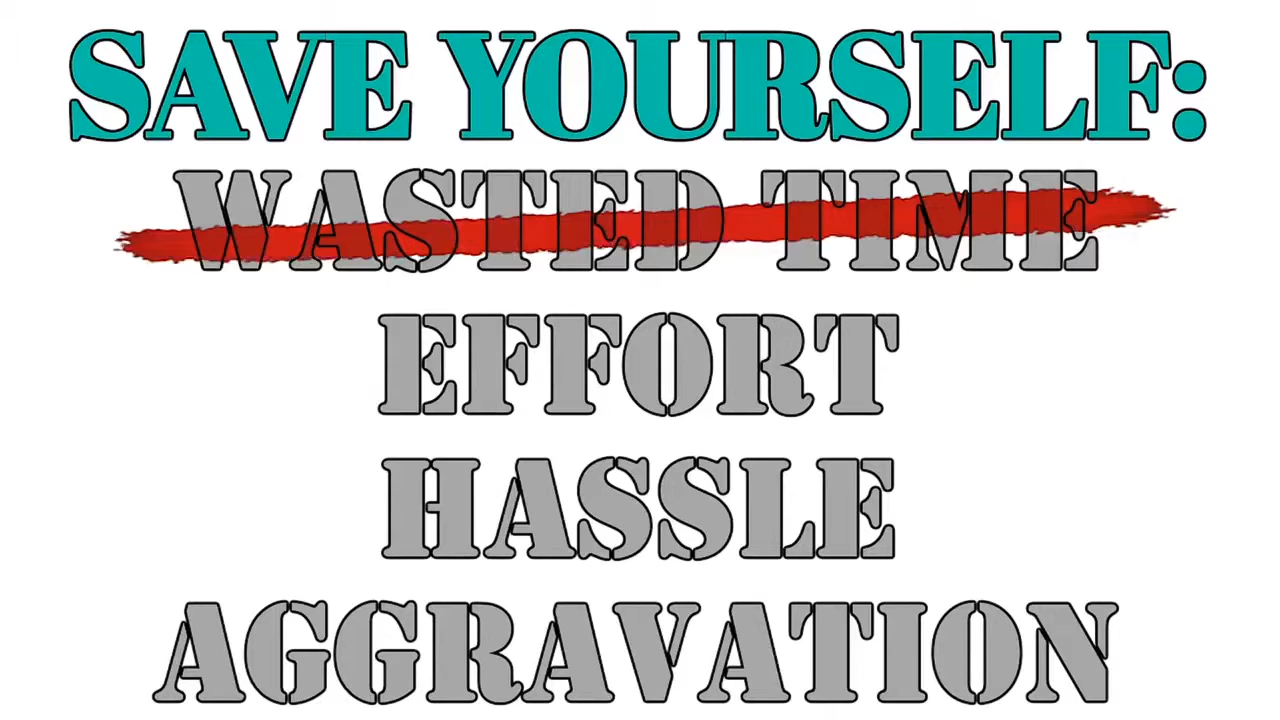 SAVE YOURSELF:
WASTED TIME
EFFORT
HASSLE
AGGRAVATION